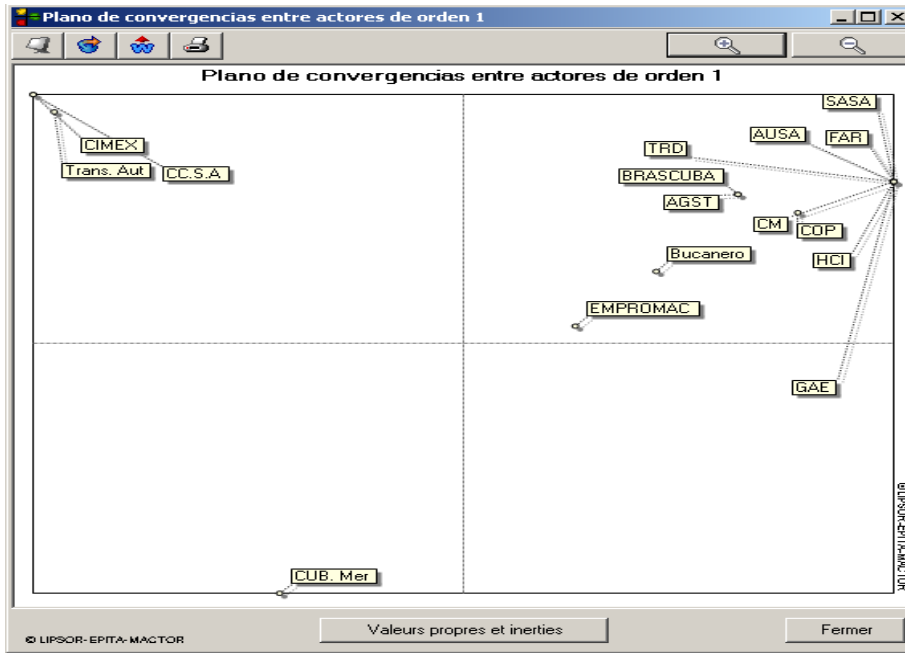 Plano de convergencias entre actores de orden 1
Plano de convergencias entre actores de orden 1
SASA
AUSA
FAR
CIMEX
TRD
Trans. Aut
CC.S.A
BRASCUBA
AGST
CM
COP
Bucanero
HCI
EMPROMAC
GAE
CUB. Mer
©LIPSOR-EPITA-MACTOR
© LIPSOR-EPITA-MACTOR
Valeurs propres et inerties
Fermer